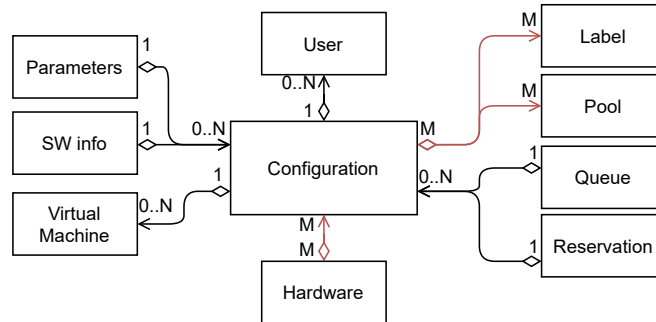 1
User
M
Label
Parameters
0..N
M
Pool
1
0..N
1
M
SW info
Configuration
1
0..N
Queue
1
0..N
Virtual
Machine
M
M
1
Reservation
Hardware